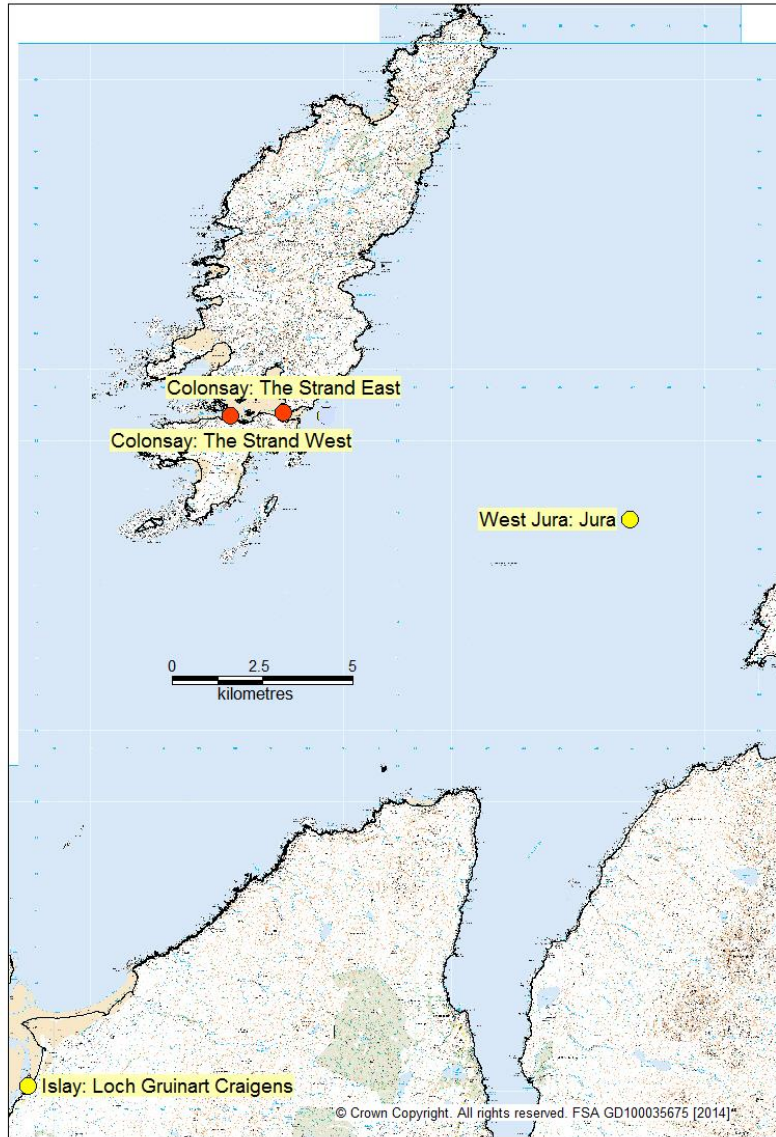 Colonsay: The Strand East
Colonsay: The Strand West
West Jura: Jura
0 2.5 5
kilometres
Islay: Loch Gruinart Craigens
© Crown Copyright. All rights reserved. FSA GD100035675 [2014]"